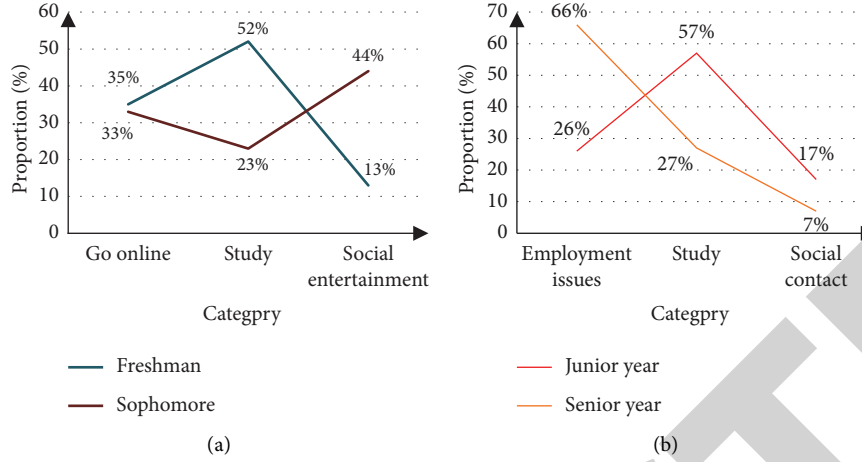 60
50
40
30
20
10
0
Proportion (%)
35%
33%
52%
23%
44%
13%
Go online
Study
Social
entertainment
Categpry
Freshman
Sophomore
(a)
70
60
50
40
30
20
10
0
Proportion (%)
66%
26%
57%
27%
17%
7%
Employment
issues
Study
Social
contact
Categpry
Junior year
Senior year
(b)